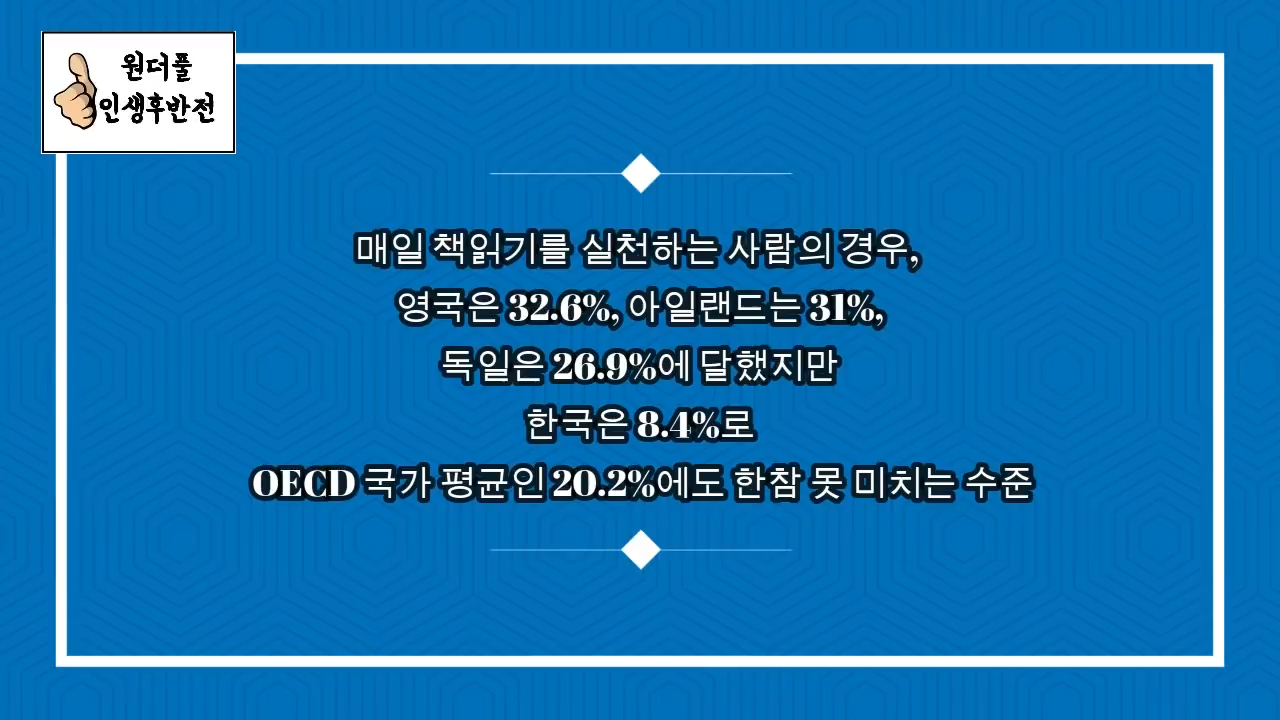 원더풀
인생후반전
매일 책읽기를 실천하는 사람의 경우,
영국은 32.6%, 아일랜드는 31%,
독일은 26.9%에 달했지만
한국은 8.4%로
OECD 국가 평균인 20.2%에도 한참 못 미치는 수준